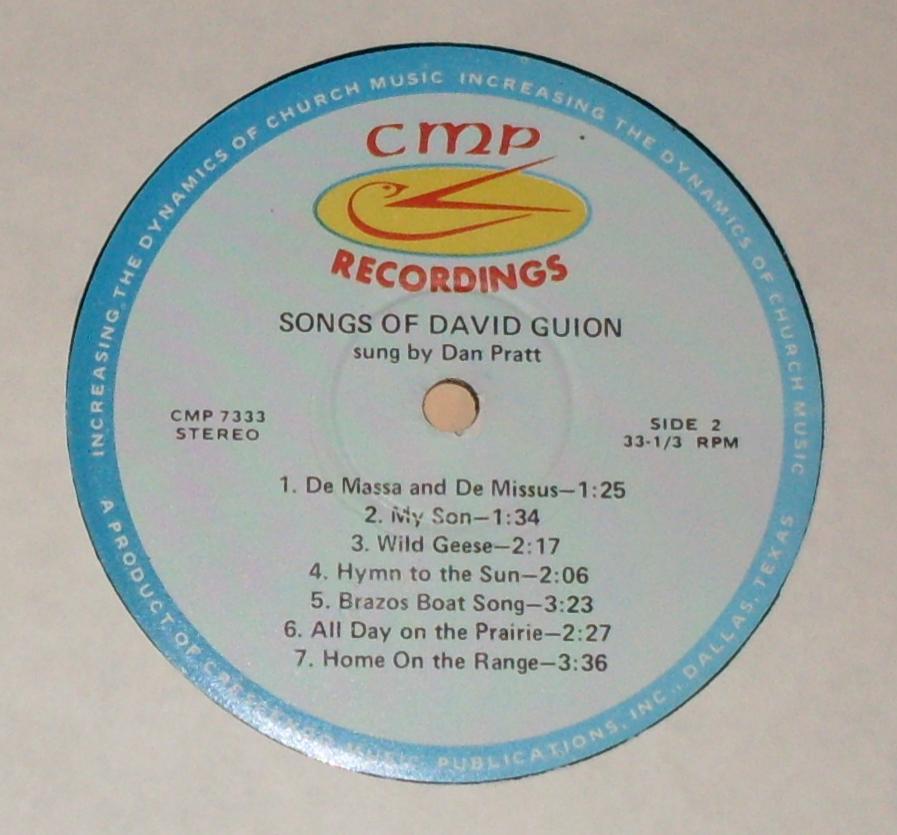 INCREASING THE DYNAMICS OF CHURCH MUSIC INCREASING THE DYNAMICS OF CHURCH MUSIC
CMP
RECORDINGS
SONGS OF DAVID GUION
sung by Dan Pratt
CMP 7333
STEREO
SIDE 2
33-1/3 RPM
1. De Massa and De Missus—1:25
2. My Son—1:34
3. Wild Geese—2:17
4. Hymn to the Sun—2:06
5. Brazos Boat Song—3:23
6. All Day on the Prairie—2:27
7. Home On the Range—3:36
A PRODUCT OF MUSIC PUBLICATIONS, INC., DALLAS, TEXAS